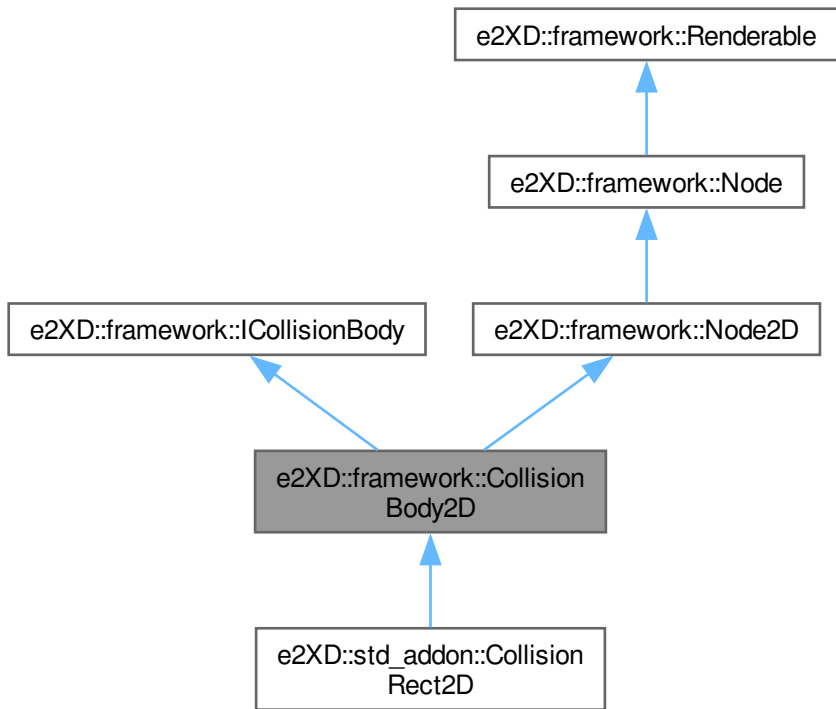 e2XD::framework::Renderable
e2XD::framework::Node
e2XD::framework::ICollisionBody
e2XD::framework::Node2D
e2XD::framework::Collision
Body2D
e2XD::std_addon::Collision
Rect2D